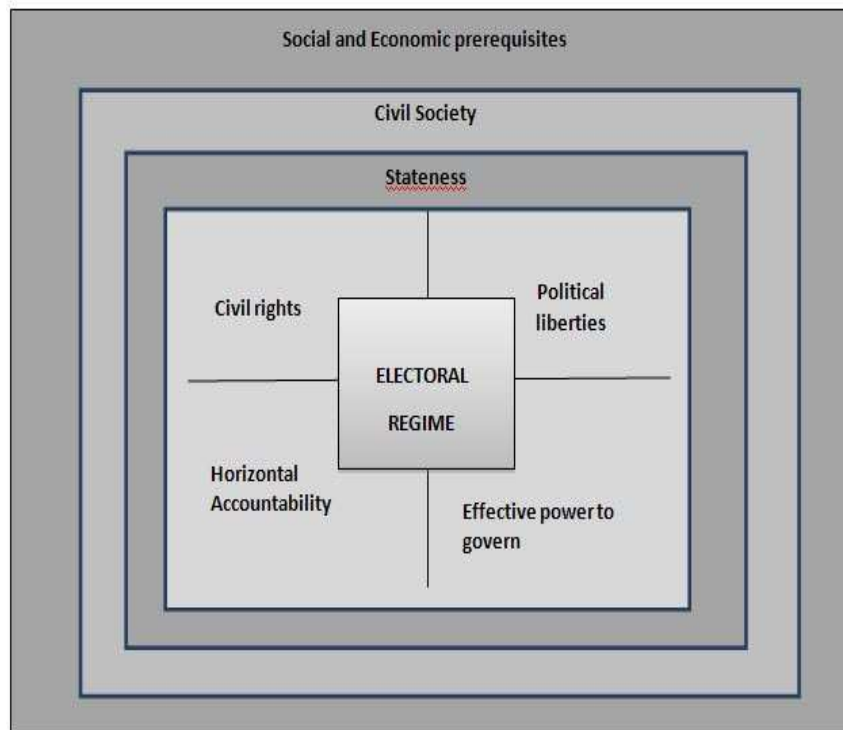 Social and Economic prerequisites
Civil Society
Stateness
Civil rights
Political
liberties
ELECTORAL
REGIME
Horizontal
Accountability
Effective power to
govern